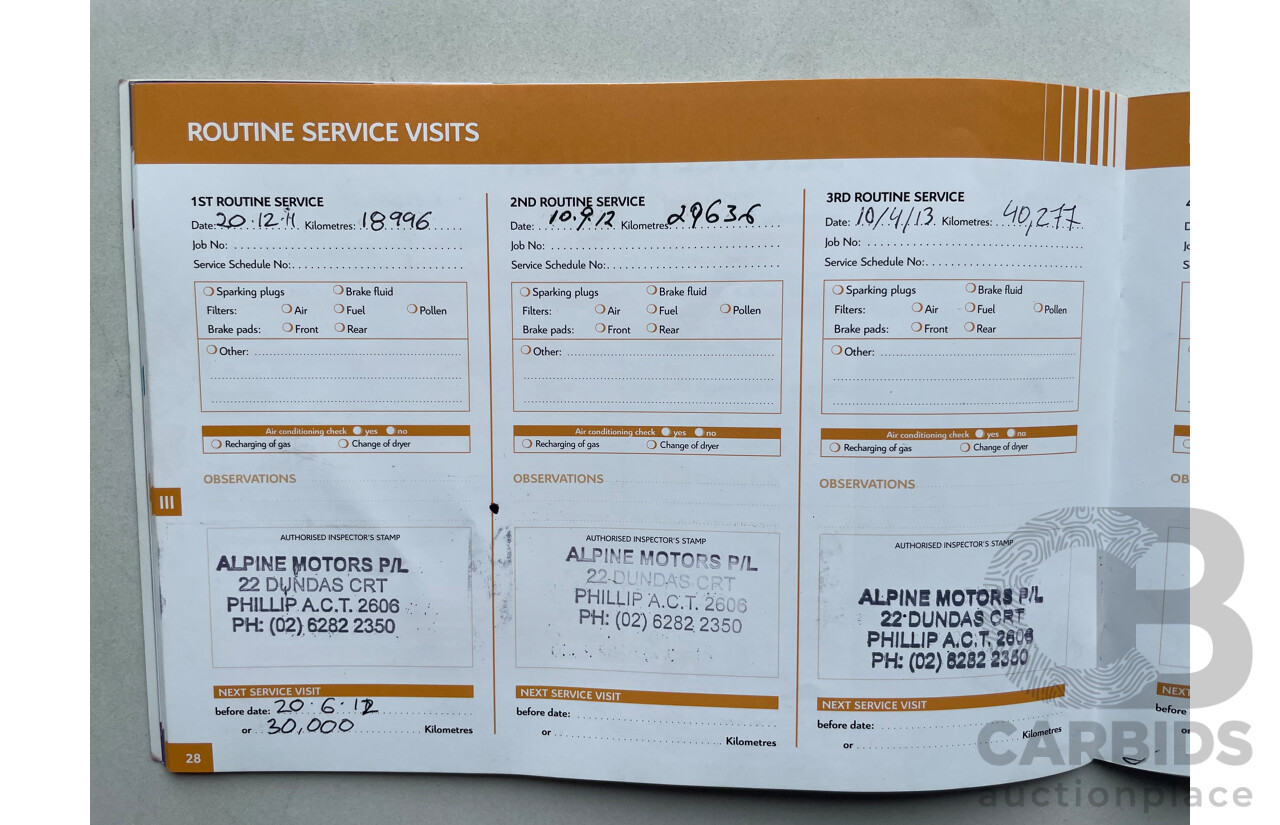 ROUTINE SERVICE VISITS
1ST ROUTINE SERVICE
Date: 20.12.11 Kilometres: 18996
Job No:
Service Schedule No:
Sparking plugs Brake fluid
Filters: Air Fuel Pollen
Brake pads: Front Rear
Other:
Air conditioning check yes no
Recharging of gas Change of dryer
OBSERVATIONS
AUTHORISED INSPECTOR'S STAMP
ALPINE MOTORS P/L
22 DUNDAS CRT
PHILLIP A.C.T. 2606
PH: (02) 6282 2350
NEXT SERVICE VISIT
before date: 20.6.12
or 30,000 Kilometres
2ND ROUTINE SERVICE
Date: 10.9.12 Kilometres: 29636
Job No:
Service Schedule No:
Sparking plugs Brake fluid
Filters: Air Fuel Pollen
Brake pads: Front Rear
Other:
Air conditioning check yes no
Recharging of gas Change of dryer
OBSERVATIONS
AUTHORISED INSPECTOR'S STAMP
ALPINE MOTORS P/L
22 DUNDAS CRT
PHILLIP A.C.T. 2606
PH: (02) 6282 2350
NEXT SERVICE VISIT
before date:
or Kilometres
3RD ROUTINE SERVICE
Date: 10/4/13 Kilometres: 40,277
Job No:
Service Schedule No:
Sparking plugs Brake fluid
Filters: Air Fuel Pollen
Brake pads: Front Rear
Other:
Air conditioning check yes no
Recharging of gas Change of dryer
OBSERVATIONS
AUTHORISED INSPECTOR'S STAMP
ALPINE MOTORS P/L
22 DUNDAS CRT
PHILLIP A.C.T. 2606
PH: (02) 6282 2350
NEXT SERVICE VISIT
before date:
or Kilometres
III
28
NEXT
before
or
CARBIDS
auctionplace